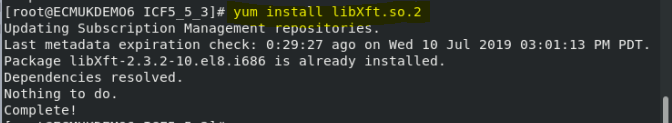 [root@ECMUKDEMO6 ICF5_5_3]# yum install libXft.so.2
Updating Subscription Management repositories.
Last metadata expiration check: 0:29:27 ago on Wed 10 Jul 2019 03:01:13 PM PDT.
Package libXft-2.3.2-10.el8.i686 is already installed.
Dependencies resolved.
Nothing to do.
Complete!